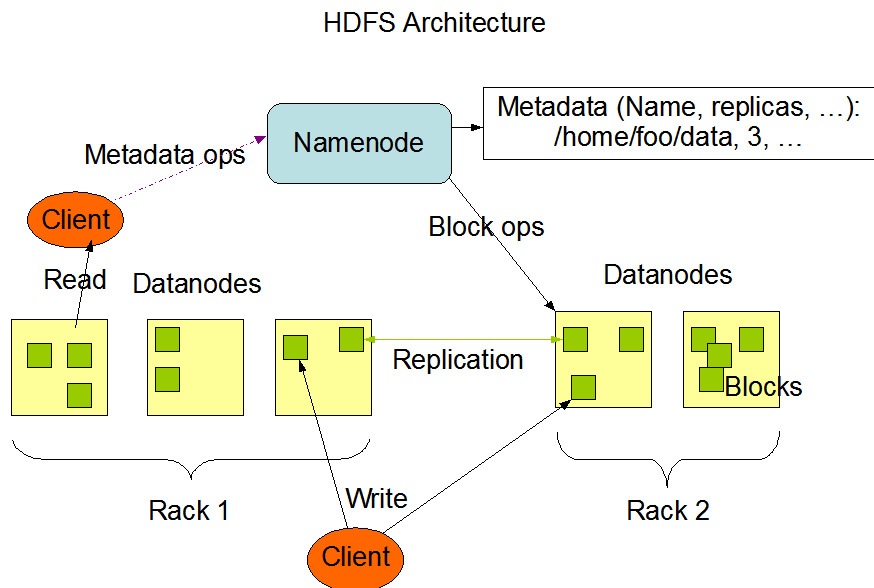 HDFS Architecture
Metadata (Name, replicas, …):
/home/foo/data, 3, …
Namenode
Metadata ops
Client
Block ops
Read
Datanodes
Datanodes
Replication
Blocks
Rack 1
Write
Rack 2
Client